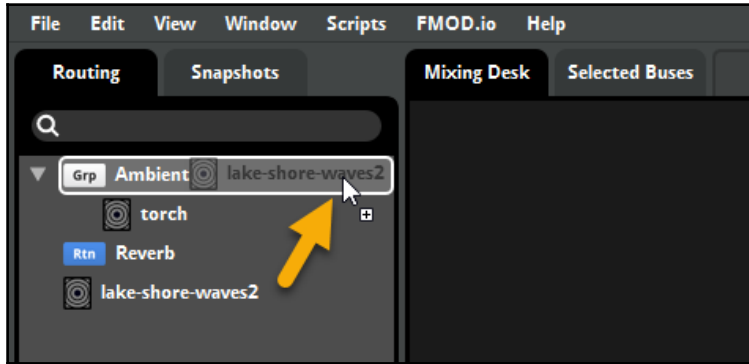 File Edit View Window Scripts FMOD.io Help
Routing Snapshots Mixing Desk Selected Buses
Grp Ambient lake-shore-waves2
torch
Rtn Reverb
lake-shore-waves2